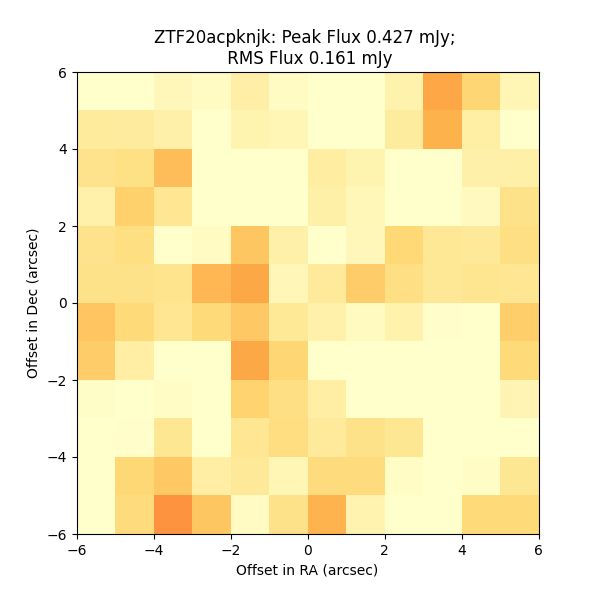 ZTF20acpknjk: Peak Flux 0.427 mJy;
RMS Flux 0.161 mJy
6
4
2
0
−2
−4
−6
Offset in Dec (arcsec)
−6 −4 −2 0 2 4 6
Offset in RA (arcsec)